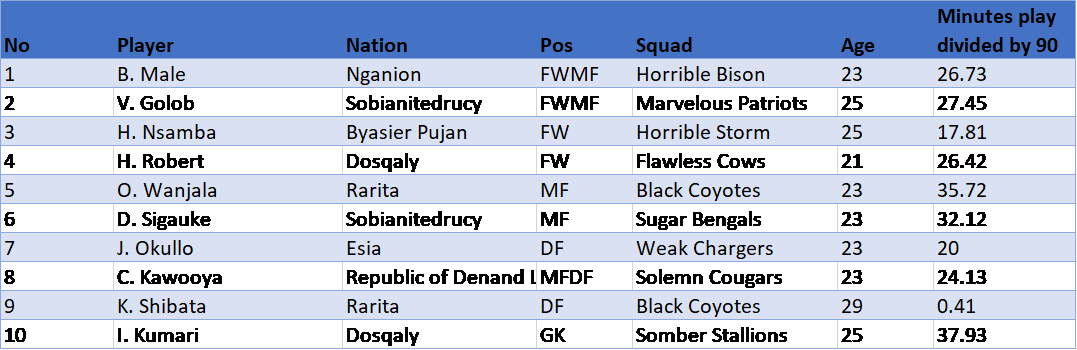 Minutes play
No Player Nation Pos Squad Age divided by 90
1 B. Male Nganion FWMF Horrible Bison 23 26.73
2 V. Golob Sobianitedrucy FWMF Marvelous Patriots 25 27.45
3 H. Nsamba Byasier Pujan FW Horrible Storm 25 17.81
4 H. Robert Dosqaly FW Flawless Cows 21 26.42
5 O. Wanjala Rarita MF Black Coyotes 23 35.72
6 D. Sigauke Sobianitedrucy MF Sugar Bengals 23 32.12
7 J. Okullo Esia DF Weak Chargers 23 20
8 C. Kawooya Republic of Denand L MFDF Solemn Cougars 23 24.13
9 K. Shibata Rarita DF Black Coyotes 29 0.41
10 I. Kumari Dosqaly GK Somber Stallions 25 37.93